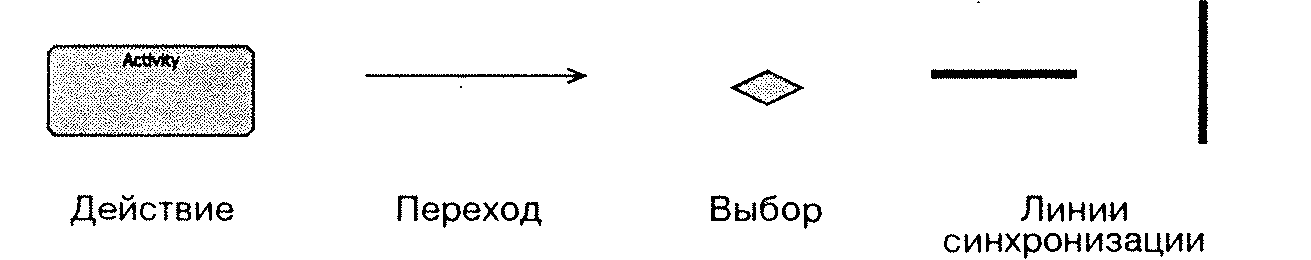 Activity
Действие
Переход
Выбор
Линии
синхронизации